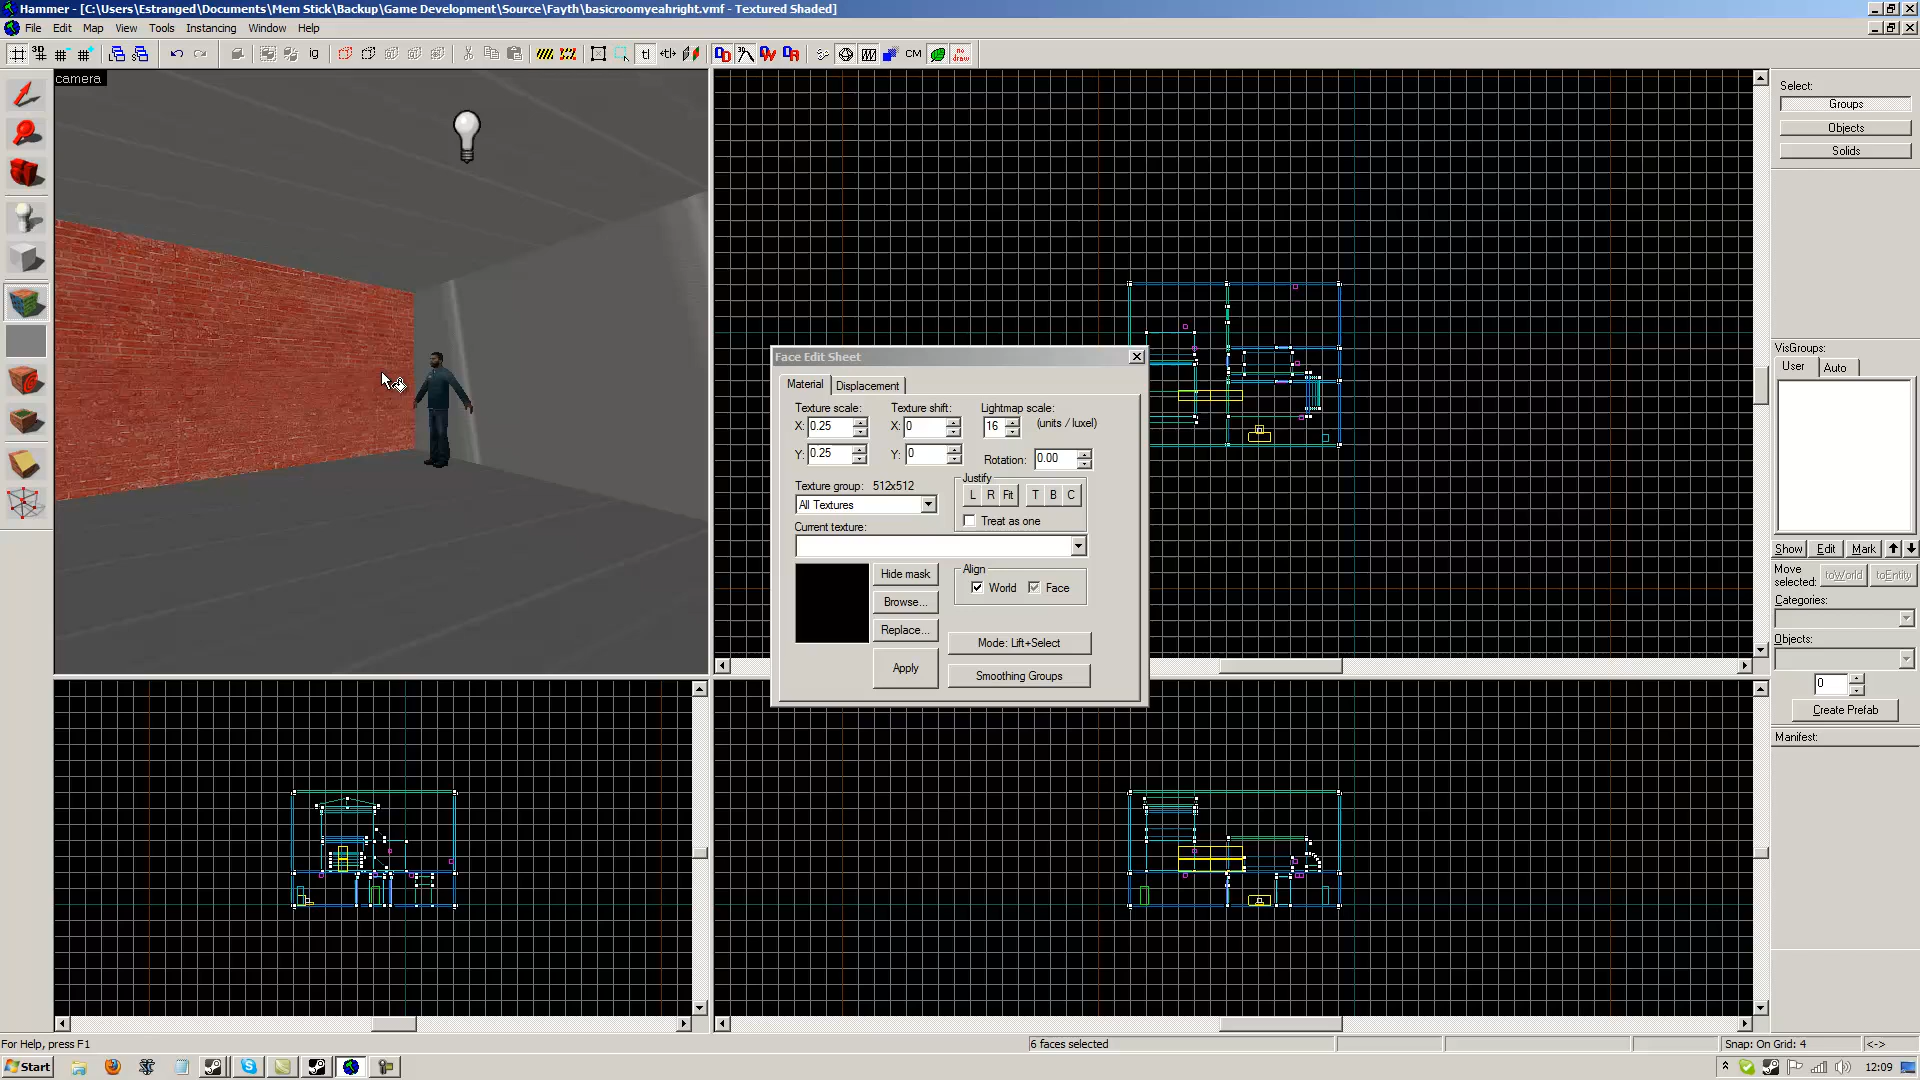 Hammer - [C:\Users\Estranged\Documents\Mem Stick\Backup\Game Development\Source\Fayth\basicroomyeahright.vmf - Textured Shaded]
File Edit Map View Tools Instancing Window Help
3D ig tl CM no draw
camera
Select:
Groups
Objects
Solids
VisGroups:
User Auto
Show Edit Mark
Move selected: toWorld toEntity
Categories:
Objects:
0
Create Prefab
Manifest:
Face Edit Sheet
Material Displacement
Texture scale: Texture shift: Lightmap scale:
X: 0.25 X: 0 16 (units / luxel)
Y: 0.25 Y: 0 Rotation: 0.00
Texture group: 512x512 Justify
All Textures L R Fit T B C
Current texture: Treat as one
Hide mask Align
Browse... World Face
Replace... Mode: Lift+Select
Apply Smoothing Groups
For Help, press F1 6 faces selected Snap: On Grid: 4 <->
Start 12:09